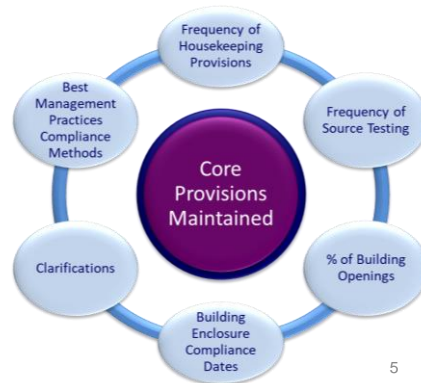 Frequency of
Housekeeping
Provisions
Frequency of
Source Testing
% of Building
Openings
Building
Enclosure
Compliance
Dates
Clarifications
Best
Management
Practices
Compliance
Methods
Core
Provisions
Maintained
5